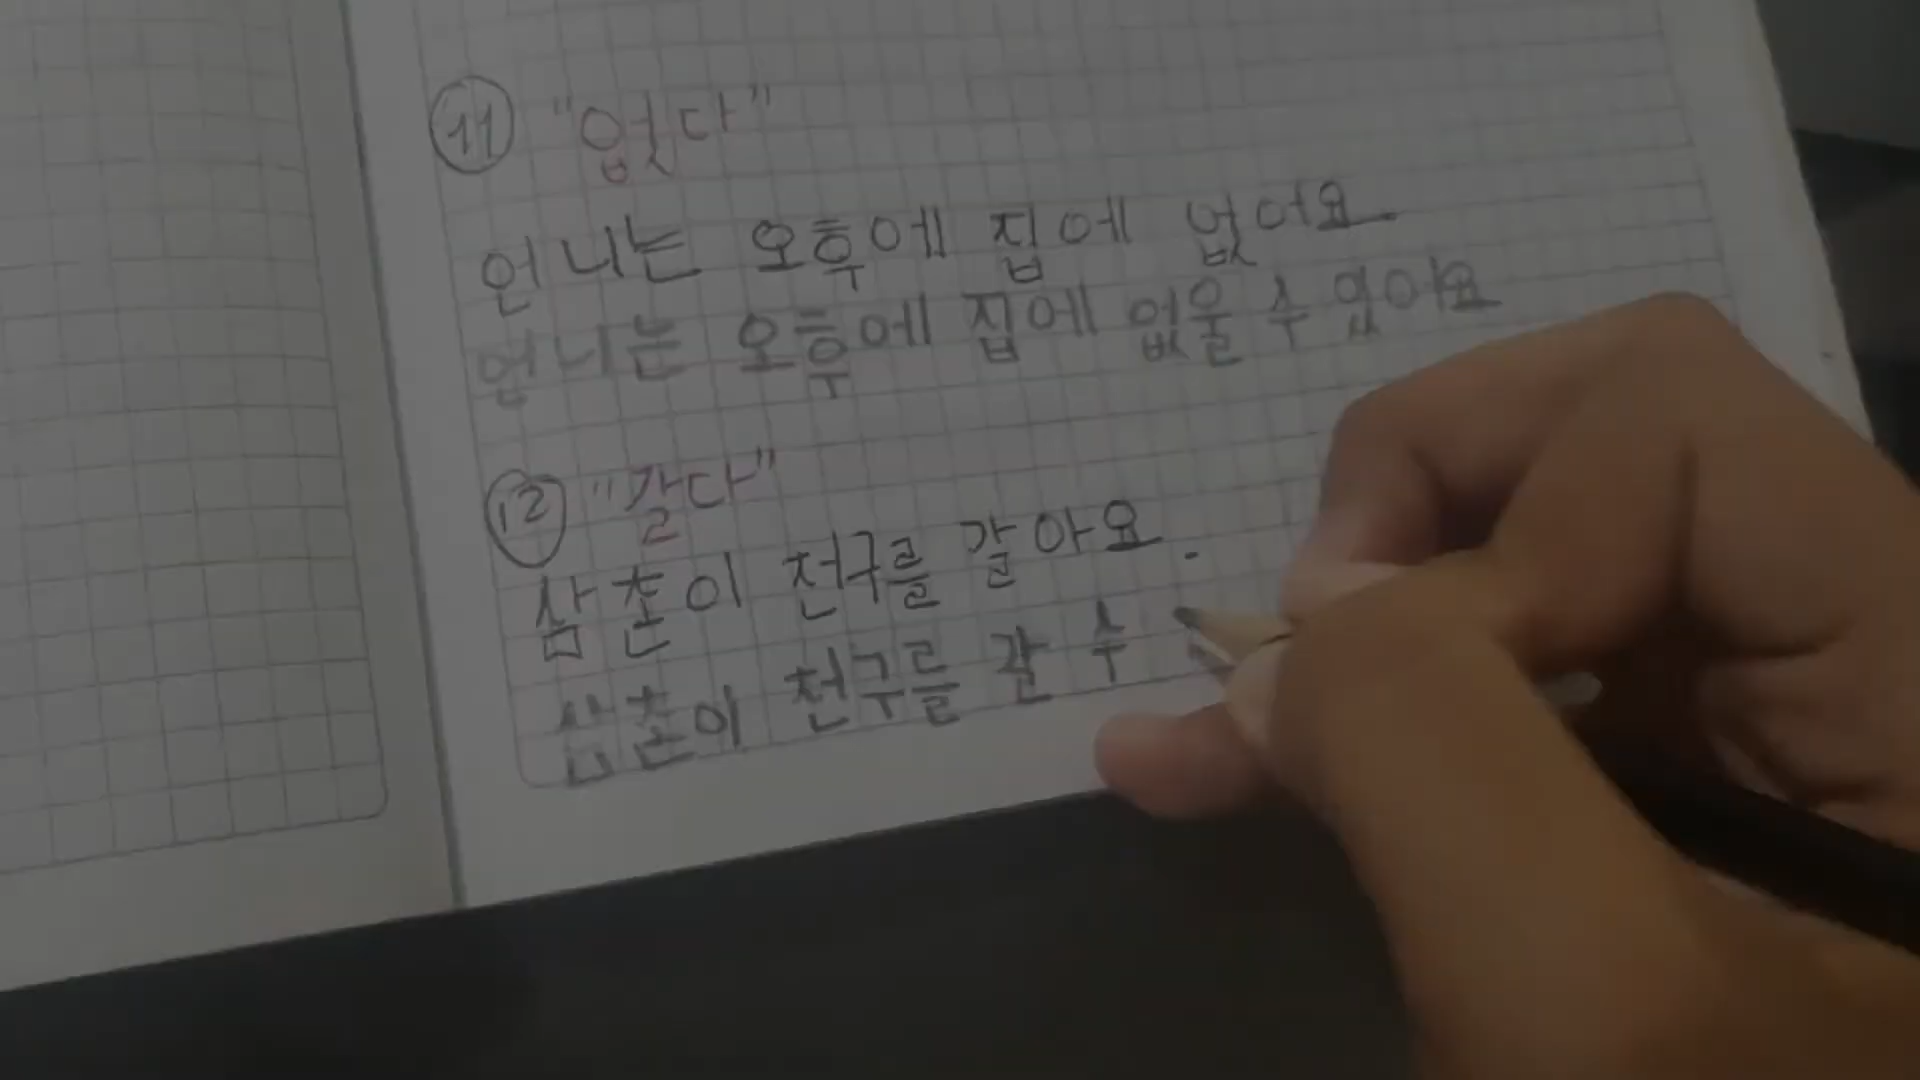 11 "없다"
언니는 오후에 집에 없어요
언니는 오후에 집에 없을 수 있어요
12 "갈다"
삼촌이 전구를 갈아요.
삼촌이 전구를 갈 수